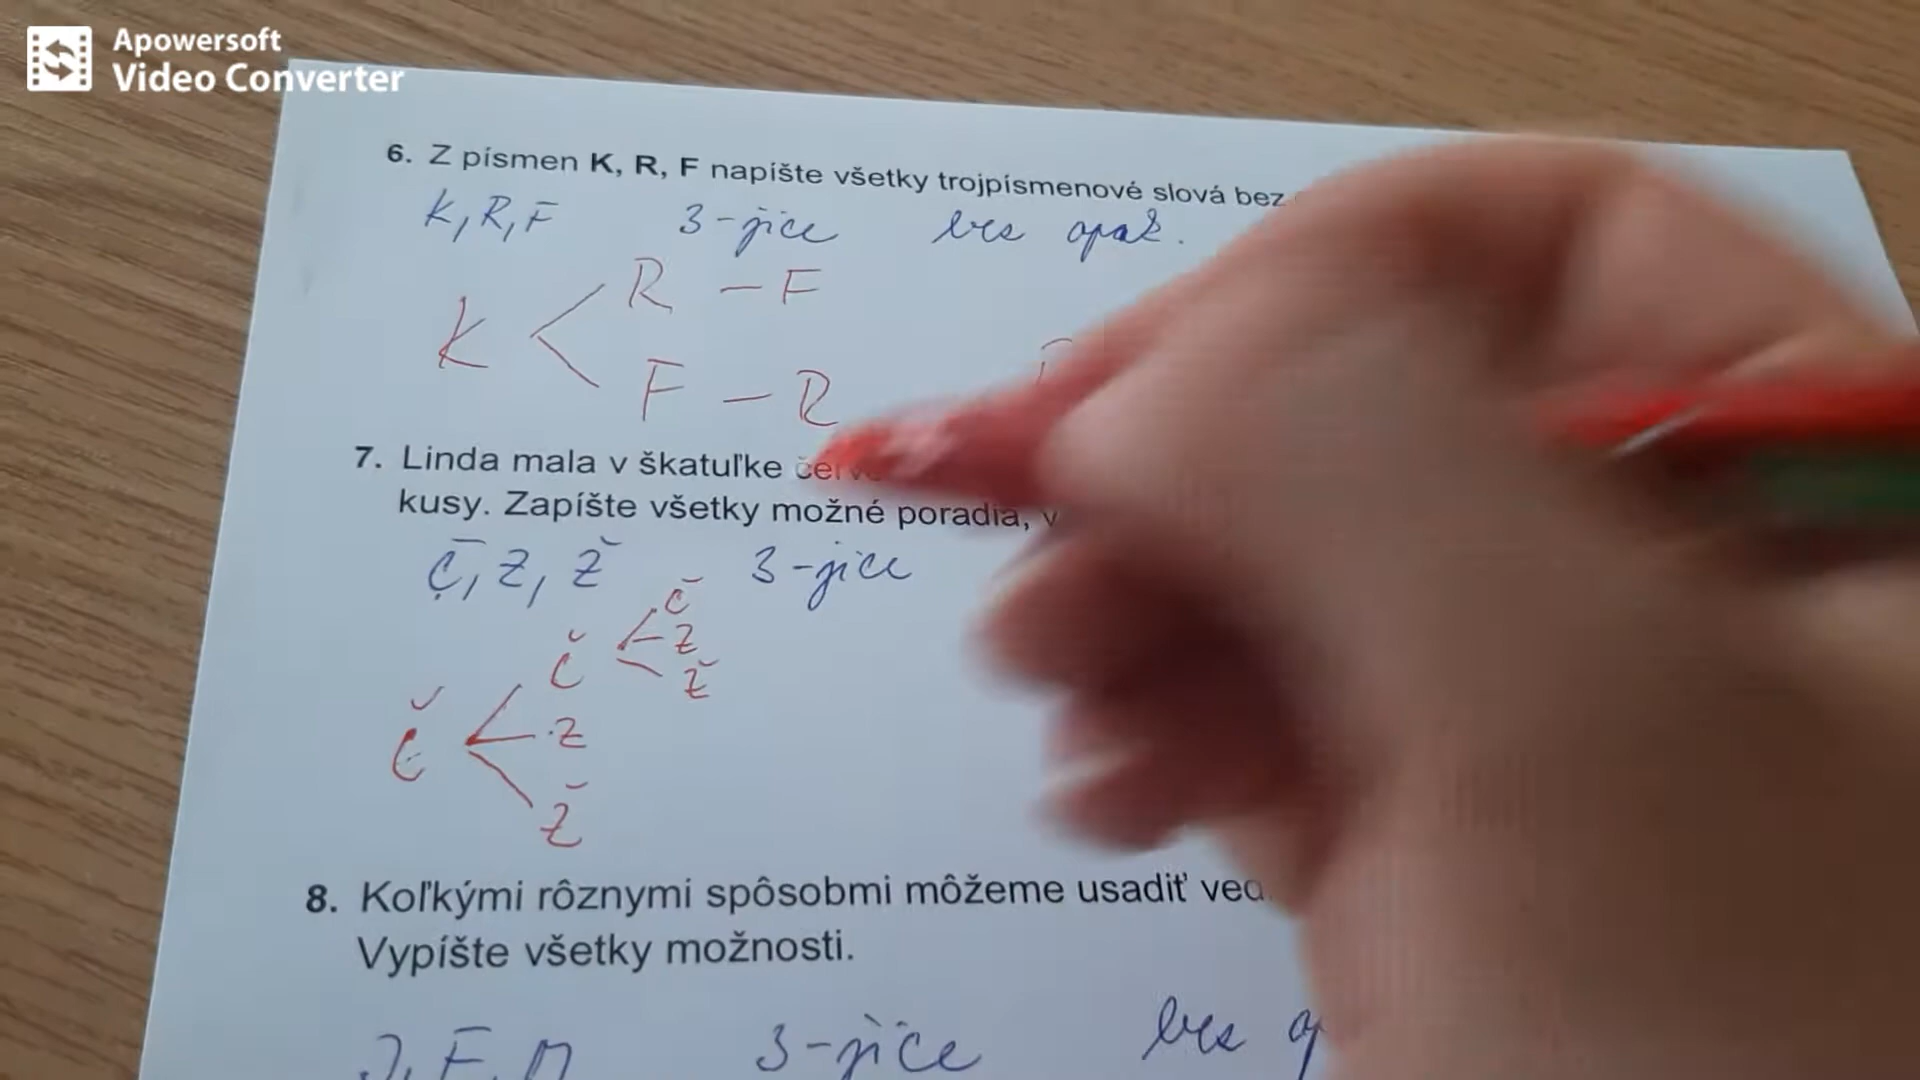 Apowersoft
Video Converter
6. Z písmen K, R, F napíšte všetky trojpísmenové slová bez
K, R, F 3-jice bez opak.
R - F
K
F - R
7. Linda mala v škatuľke
kusy. Zapíšte všetky možné poradia, v
Č, Z, Ž 3-jice
č
z
č
ž
č
z
ž
8. Koľkými rôznymi spôsobmi môžeme usadiť
Vypíšte všetky možnosti.
J, F, M 3-jice bez